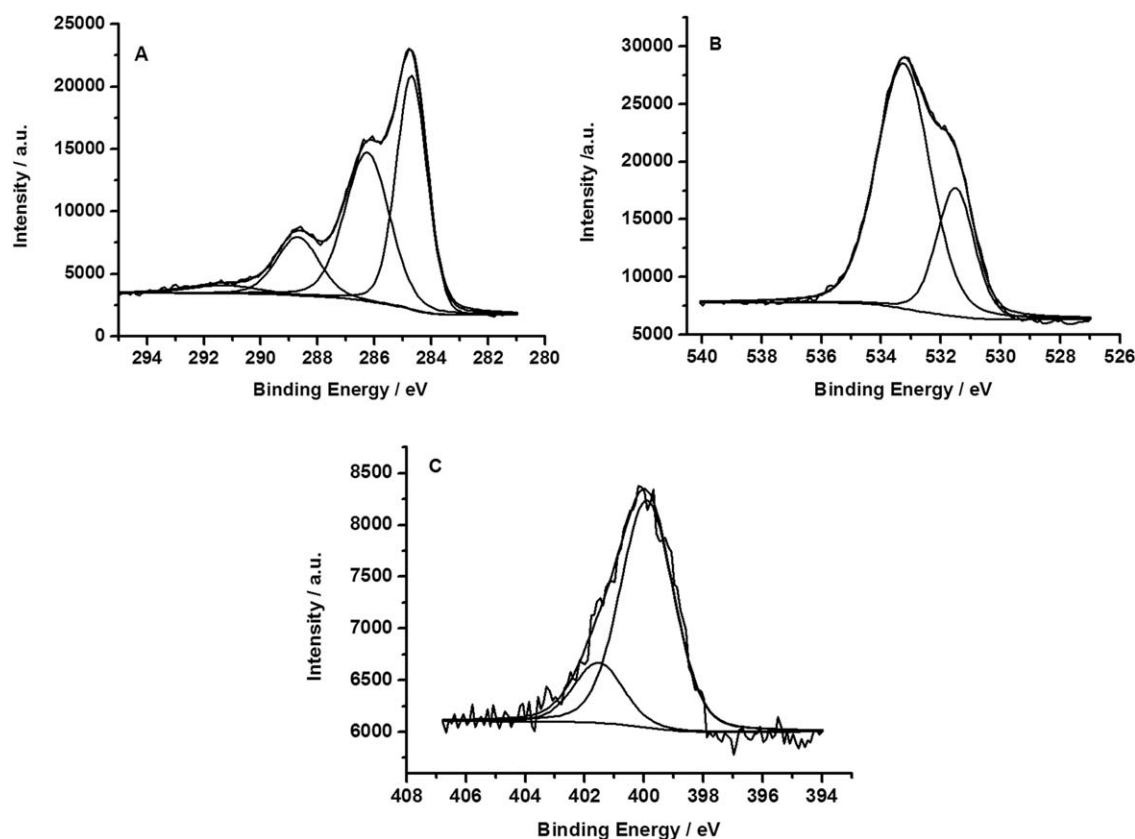 A
25000
20000
15000
10000
5000
0
Intensity / a.u.
294 292 290 288 286 284 282 280
Binding Energy / eV
B
30000
25000
20000
15000
10000
5000
Intensity /a.u.
540 538 536 534 532 530 528 526
Binding Energy / eV
C
8500
8000
7500
7000
6500
6000
Intensity / a.u.
408 406 404 402 400 398 396 394
Binding Energy / eV